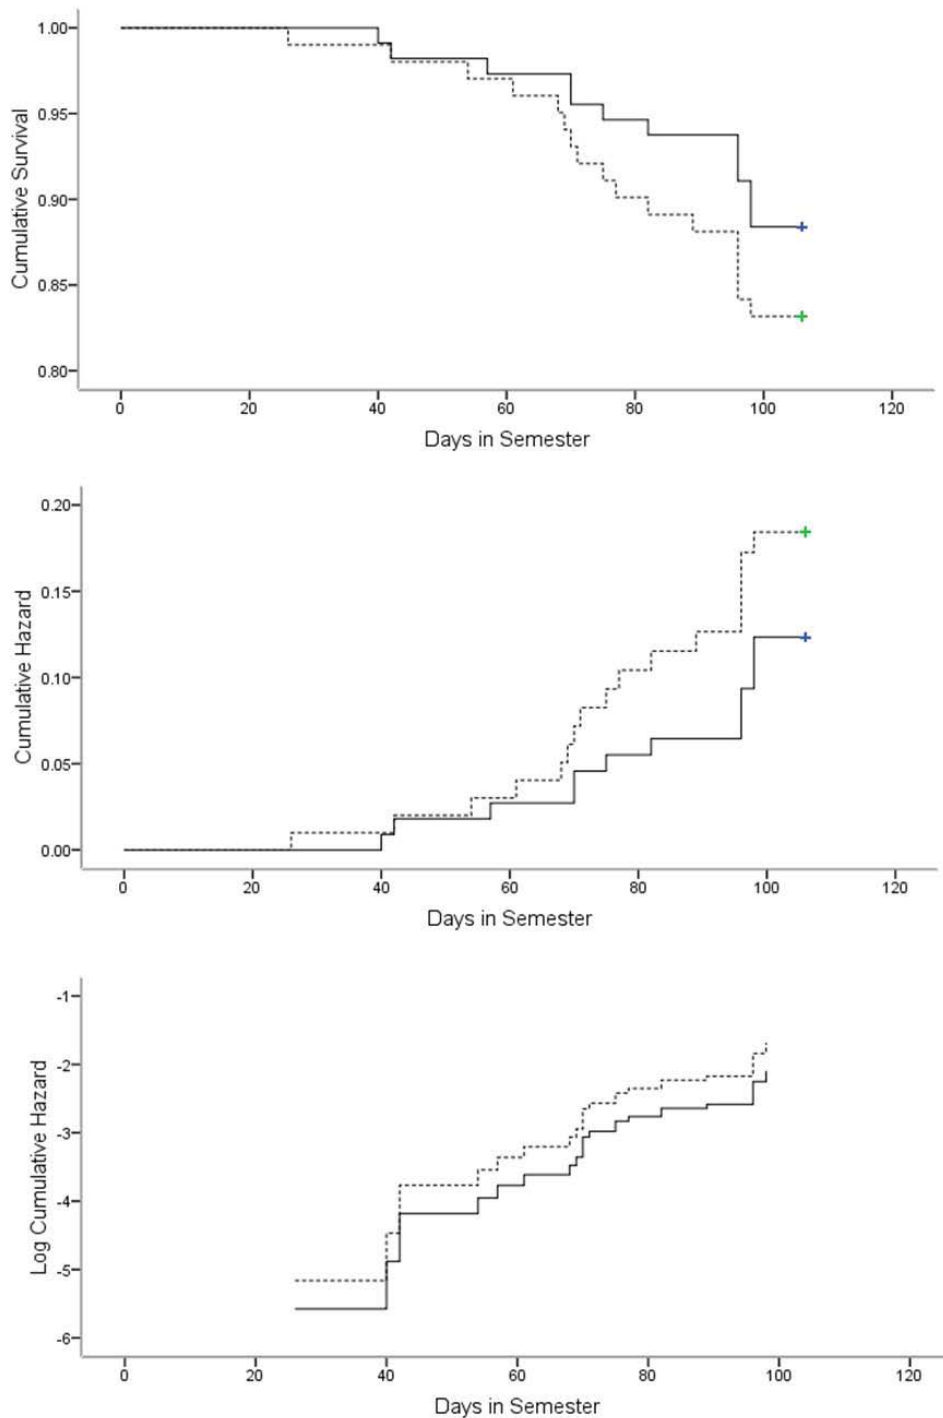 1.00
0.95
0.90
0.85
0.80
Cumulative Survival
0 20 40 60 80 100 120
Days in Semester
0.20
0.15
0.10
0.05
0.00
Cumulative Hazard
0 20 40 60 80 100 120
Days in Semester
-1
-2
-3
-4
-5
-6
Log Cumulative Hazard
0 20 40 60 80 100 120
Days in Semester